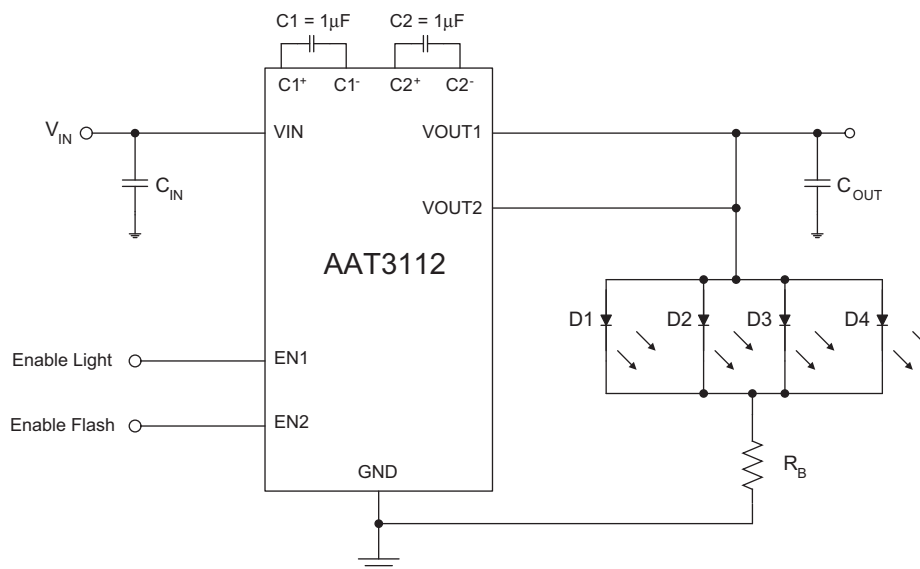 C1 = 1µF
C2 = 1µF
C1+
C1-
C2+
C2-
VIN
VIN
VOUT1
CIN
COUT
VOUT2
AAT3112
D1
D2
D3
D4
Enable Light
EN1
Enable Flash
EN2
GND
RB